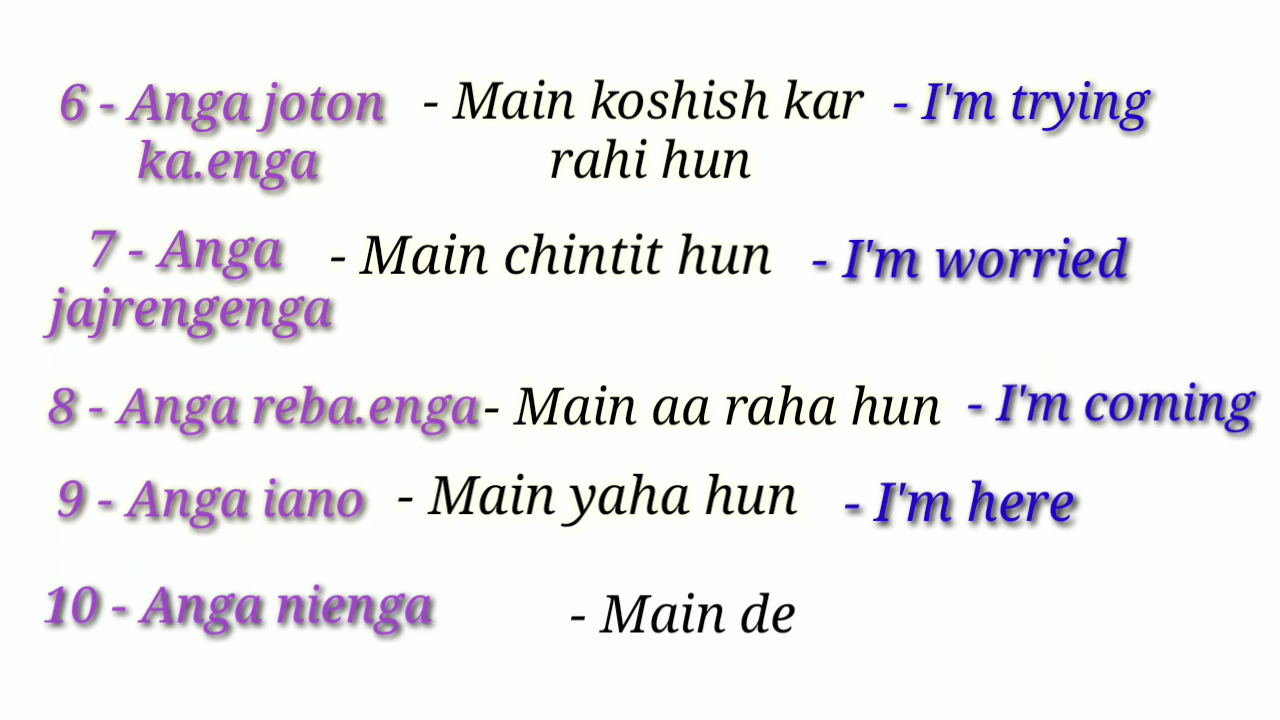 6 - Anga joton - Main koshish kar - I'm trying
ka.enga rahi hun
7 - Anga - Main chintit hun - I'm worried
jajrengenga
8 - Anga reba.enga - Main aa raha hun - I'm coming
9 - Anga iano - Main yaha hun - I'm here
10 - Anga nienga - Main de